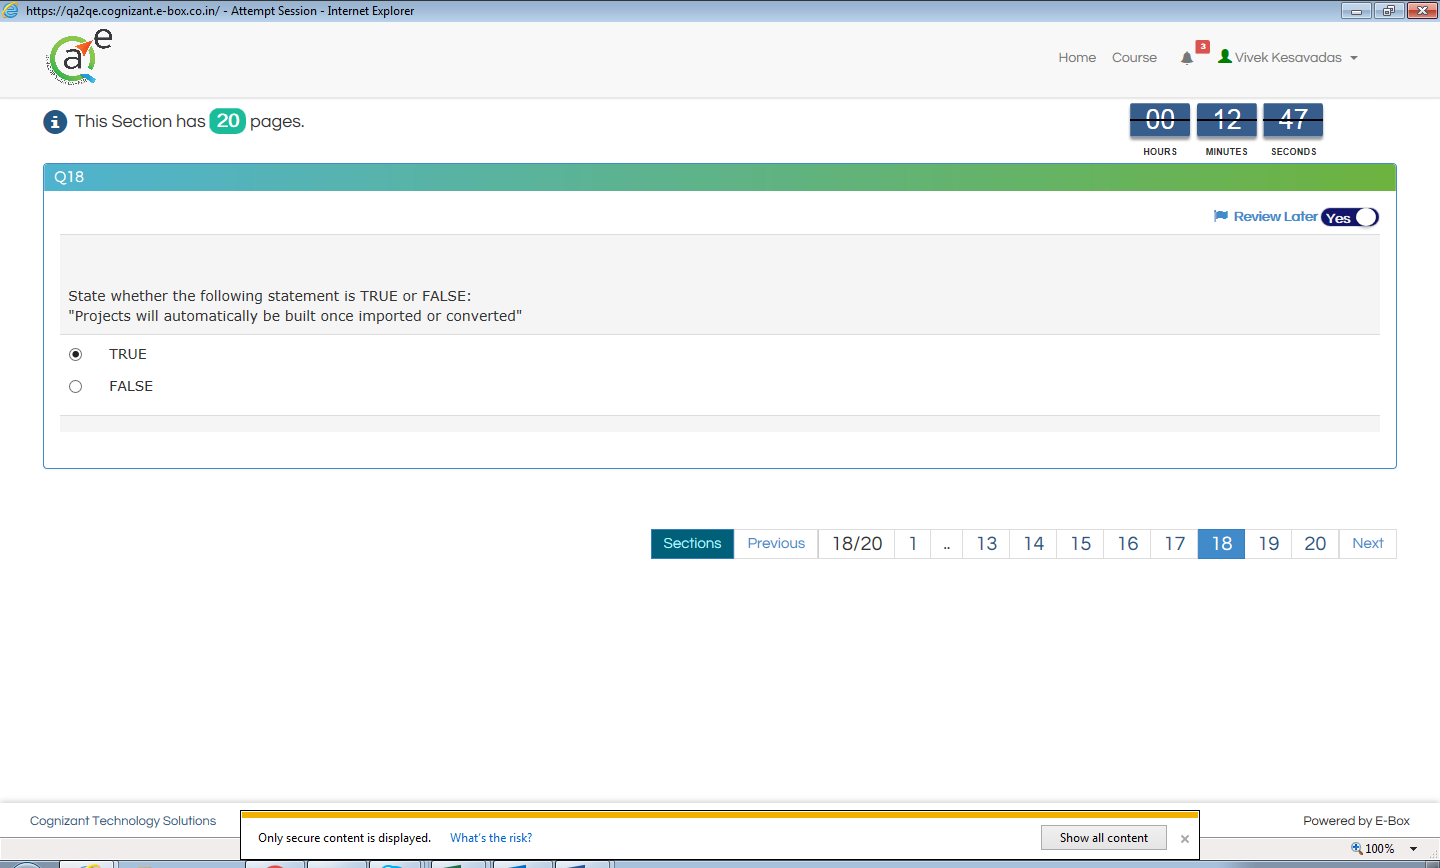 https://qa2qe.cognizant.e-box.co.in/ - Attempt Session - Internet Explorer
a e
Home Course 3 Vivek Kesavadas
This Section has 20 pages.
00 12 47
HOURS MINUTES SECONDS
Q18
Review Later Yes
State whether the following statement is TRUE or FALSE:
"Projects will automatically be built once imported or converted"
TRUE
FALSE
Sections Previous 18/20 1 .. 13 14 15 16 17 18 19 20 Next
Cognizant Technology Solutions
Powered by E-Box
Only secure content is displayed. What's the risk? Show all content ×
100%